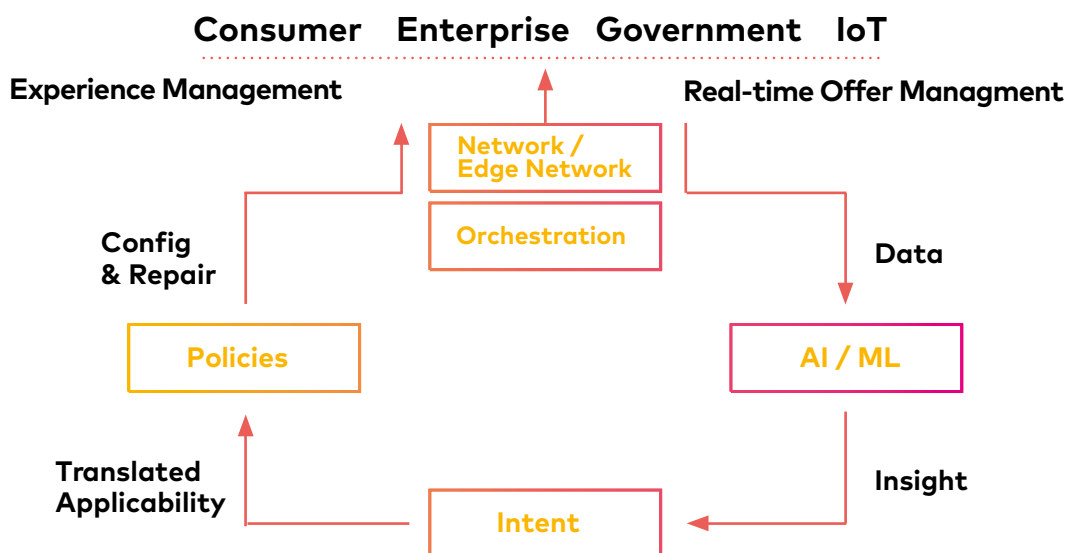 Consumer Enterprise Government IoT
Experience Management
Real-time Offer Managment
Network /
Edge Network
Orchestration
Config
& Repair
Data
Policies
AI / ML
Translated
Applicability
Insight
Intent